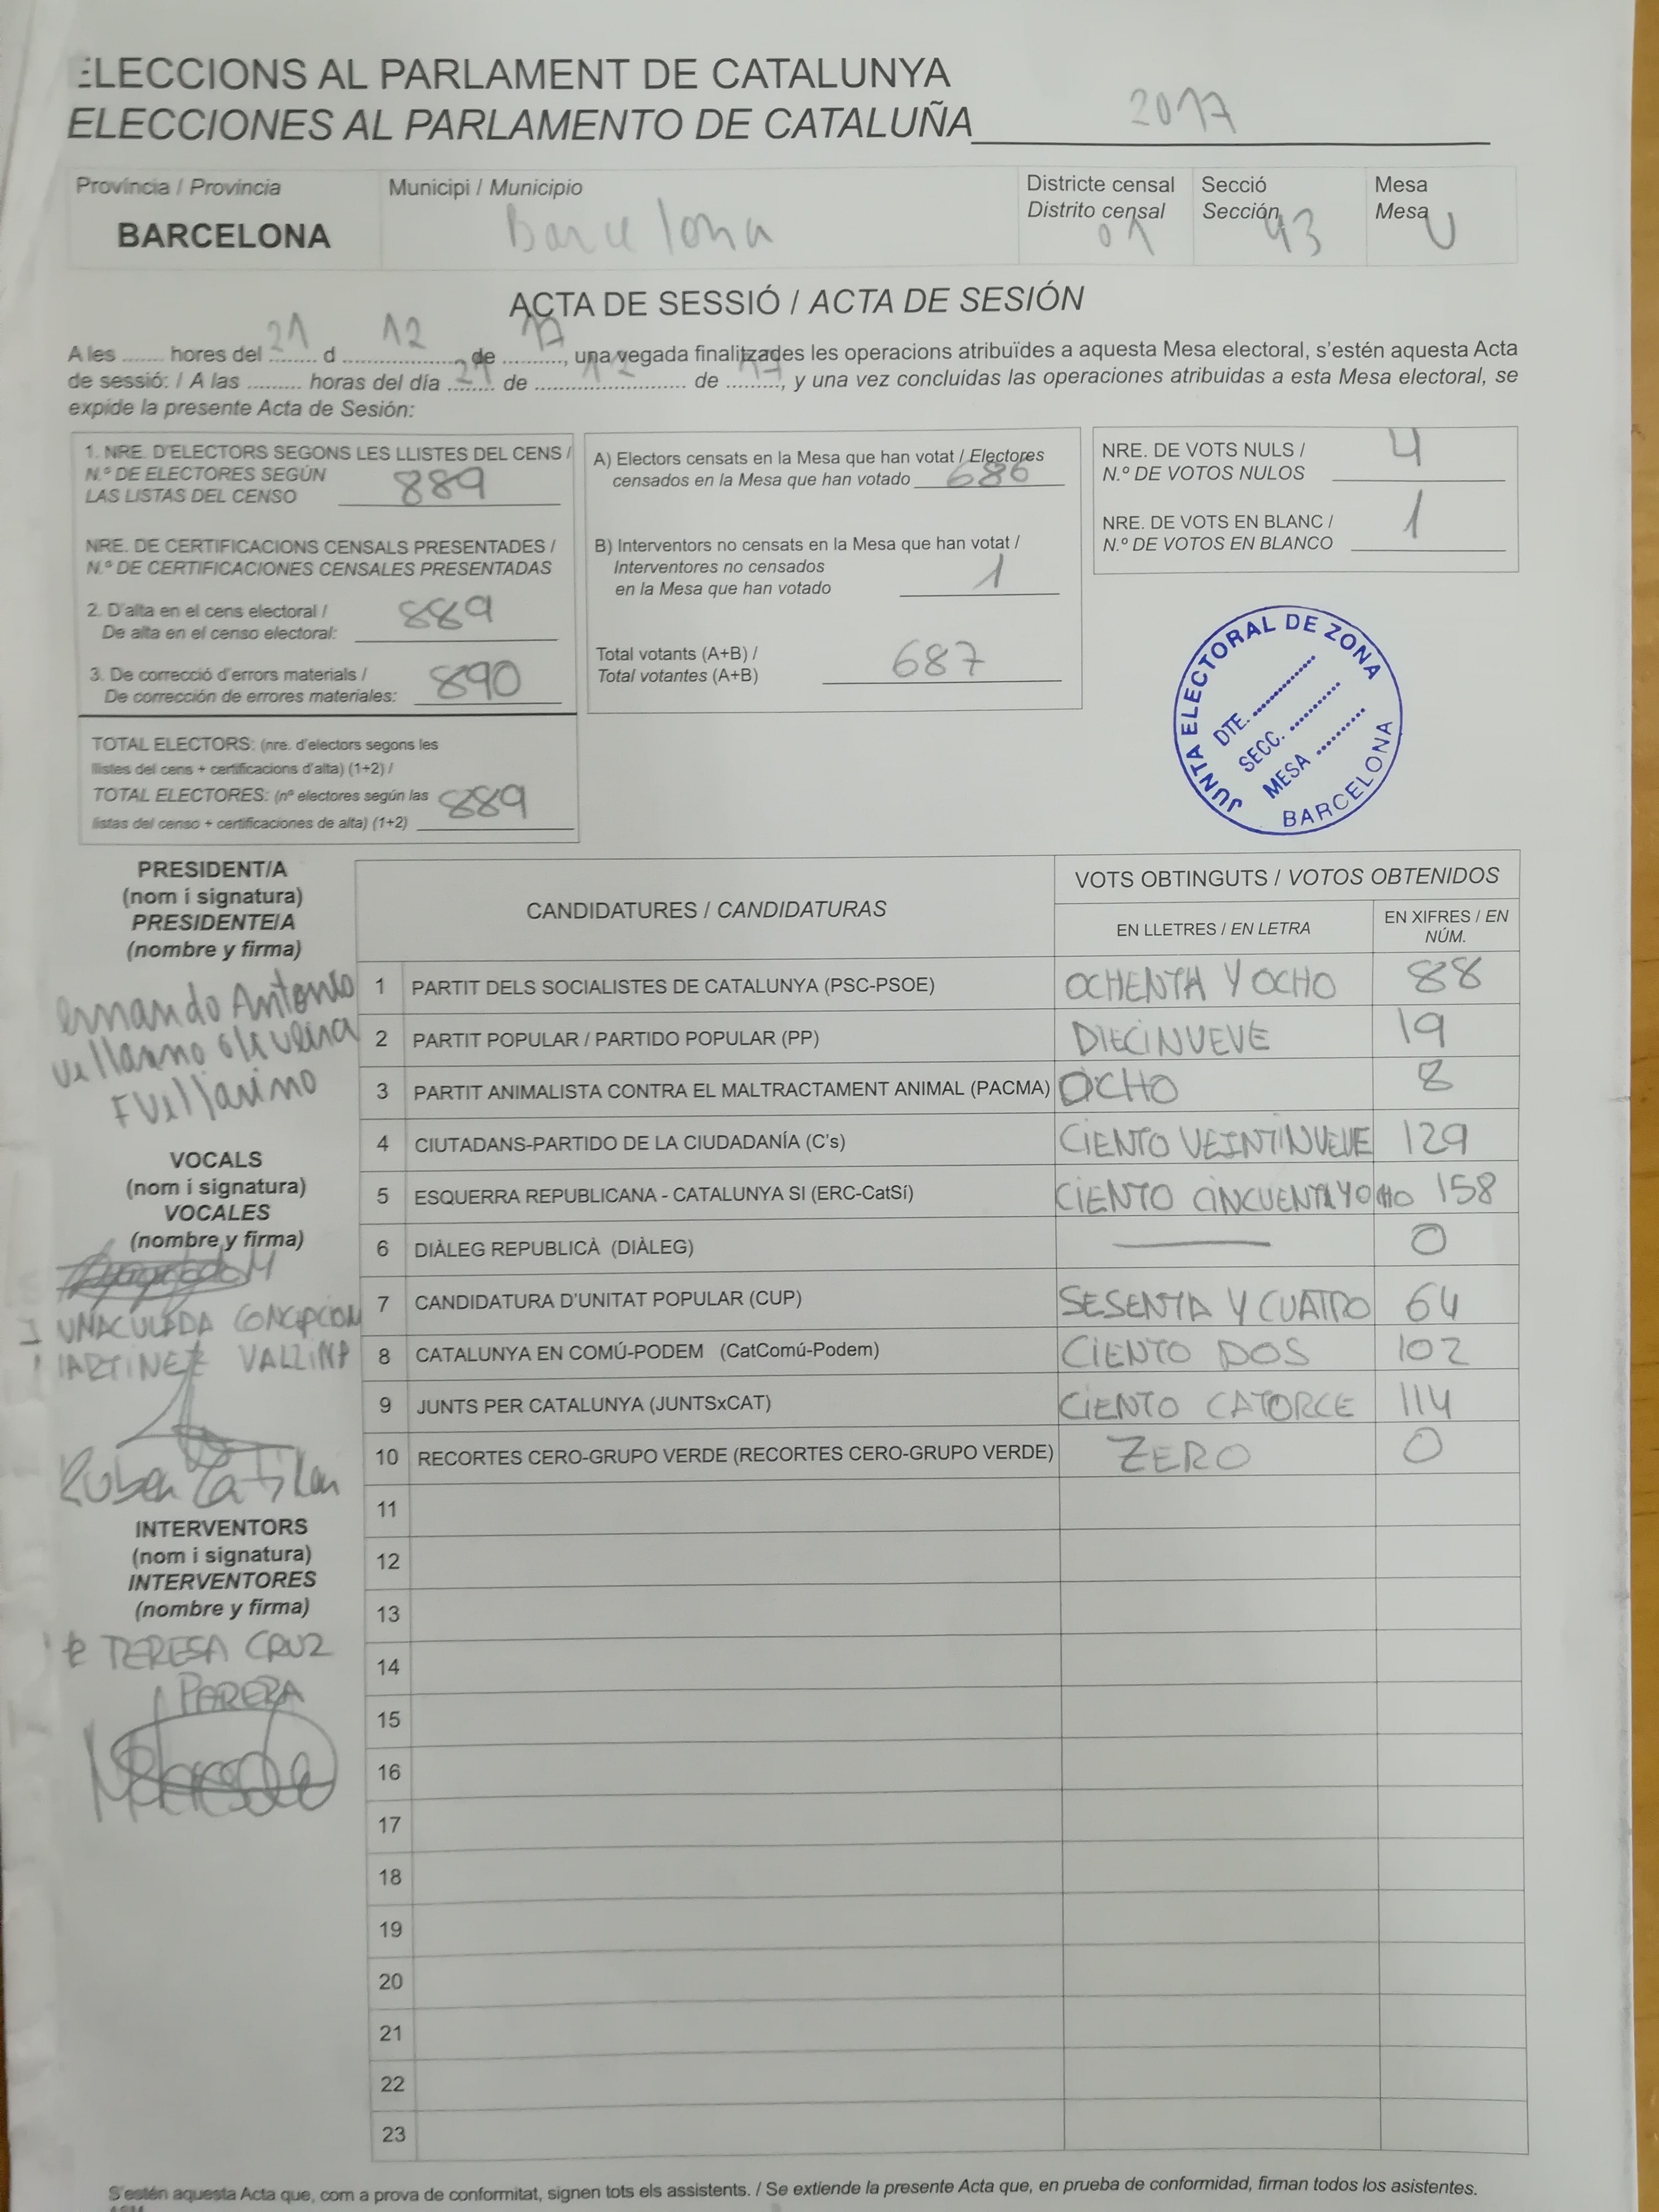 ELECCIONS AL PARLAMENT DE CATALUNYA
ELECCIONES AL PARLAMENTO DE CATALUÑA 2017
Província / Provincia
BARCELONA
Municipi / Municipio
Barcelona
Districte censal
Distrito censal
01
Secció
Sección
43
Mesa
Mesa
U
ACTA DE SESSIÓ / ACTA DE SESIÓN
A les ....... hores del 21 d 12 de 17, una vegada finalitzades les operacions atribuïdes a aquesta Mesa electoral, s'estén aquesta Acta
de sessió: / A las ......... horas del día 21 de 12 de 17, y una vez concluidas las operaciones atribuidas a esta Mesa electoral, se
expide la presente Acta de Sesión:
1. NRE. D'ELECTORS SEGONS LES LLISTES DEL CENS /
N.º DE ELECTORES SEGÚN
LAS LISTAS DEL CENSO 889
NRE. DE CERTIFICACIONS CENSALS PRESENTADES /
N.º DE CERTIFICACIONES CENSALES PRESENTADAS
2. D'alta en el cens electoral /
De alta en el censo electoral: 889
3. De correcció d'errors materials /
De corrección de errores materiales: 890
TOTAL ELECTORS: (nre. d'electors segons les
llistes del cens + certificacions d'alta) (1+2) /
TOTAL ELECTORES: (nº electores según las
listas del censo + certificaciones de alta) (1+2) 889
A) Electors censats en la Mesa que han votat / Electores
censados en la Mesa que han votado 686
B) Interventors no censats en la Mesa que han votat /
Interventores no censados
en la Mesa que han votado 1
Total votants (A+B) /
Total votantes (A+B) 687
NRE. DE VOTS NULS /
N.º DE VOTOS NULOS 4
NRE. DE VOTS EN BLANC /
N.º DE VOTOS EN BLANCO 1
JUNTA ELECTORAL DE ZONA
DTE. ............
SECC. ............
MESA ............
BARCELONA
PRESIDENT/A
(nom i signatura)
PRESIDENTE/A
(nombre y firma)
ernando Antonio
Vellarino Oliveira
FVellarino
VOCALS
(nom i signatura)
VOCALES
(nombre y firma)
CONCEPCION
MARTINEZ
Ruben
INTERVENTORS
(nom i signatura)
INTERVENTORES
(nombre y firma)
TERESA CRUZ
PARERA
CANDIDATURES / CANDIDATURAS
VOTS OBTINGUTS / VOTOS OBTENIDOS
EN LLETRES / EN LETRA
EN XIFRES / EN
NÚM.
1 PARTIT DELS SOCIALISTES DE CATALUNYA (PSC-PSOE) OCHENTA Y OCHO 88
2 PARTIT POPULAR / PARTIDO POPULAR (PP) DIECINUEVE 19
3 PARTIT ANIMALISTA CONTRA EL MALTRACTAMENT ANIMAL (PACMA) OCHO 8
4 CIUTADANS-PARTIDO DE LA CIUDADANÍA (C's) CIENTO VEINTINUEVE 129
5 ESQUERRA REPUBLICANA - CATALUNYA SI (ERC-CatSí) CIENTO CINCUENTAYOCHO 158
6 DIÀLEG REPUBLICÀ (DIÀLEG) — 0
7 CANDIDATURA D'UNITAT POPULAR (CUP) SESENTA Y CUATRO 64
8 CATALUNYA EN COMÚ-PODEM (CatComú-Podem) CIENTO DOS 102
9 JUNTS PER CATALUNYA (JUNTSxCAT) CIENTO CATORCE 114
10 RECORTES CERO-GRUPO VERDE (RECORTES CERO-GRUPO VERDE) ZERO 0
11
12
13
14
15
16
17
18
19
20
21
22
23
S'estén aquesta Acta que, com a prova de conformitat, signen tots els assistents. / Se extiende la presente Acta que, en prueba de conformidad, firman todos los asistentes.